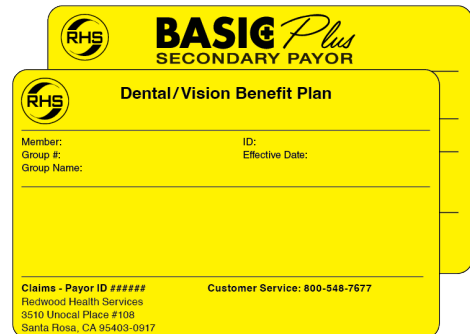 RHS
BASIC Plus
SECONDARY PAYOR
RHS
Dental/Vision Benefit Plan
Member: ID:
Group #: Effective Date:
Group Name:
Claims - Payor ID ###### Customer Service: 800-548-7677
Redwood Health Services
3510 Unocal Place #108
Santa Rosa, CA 95403-0917